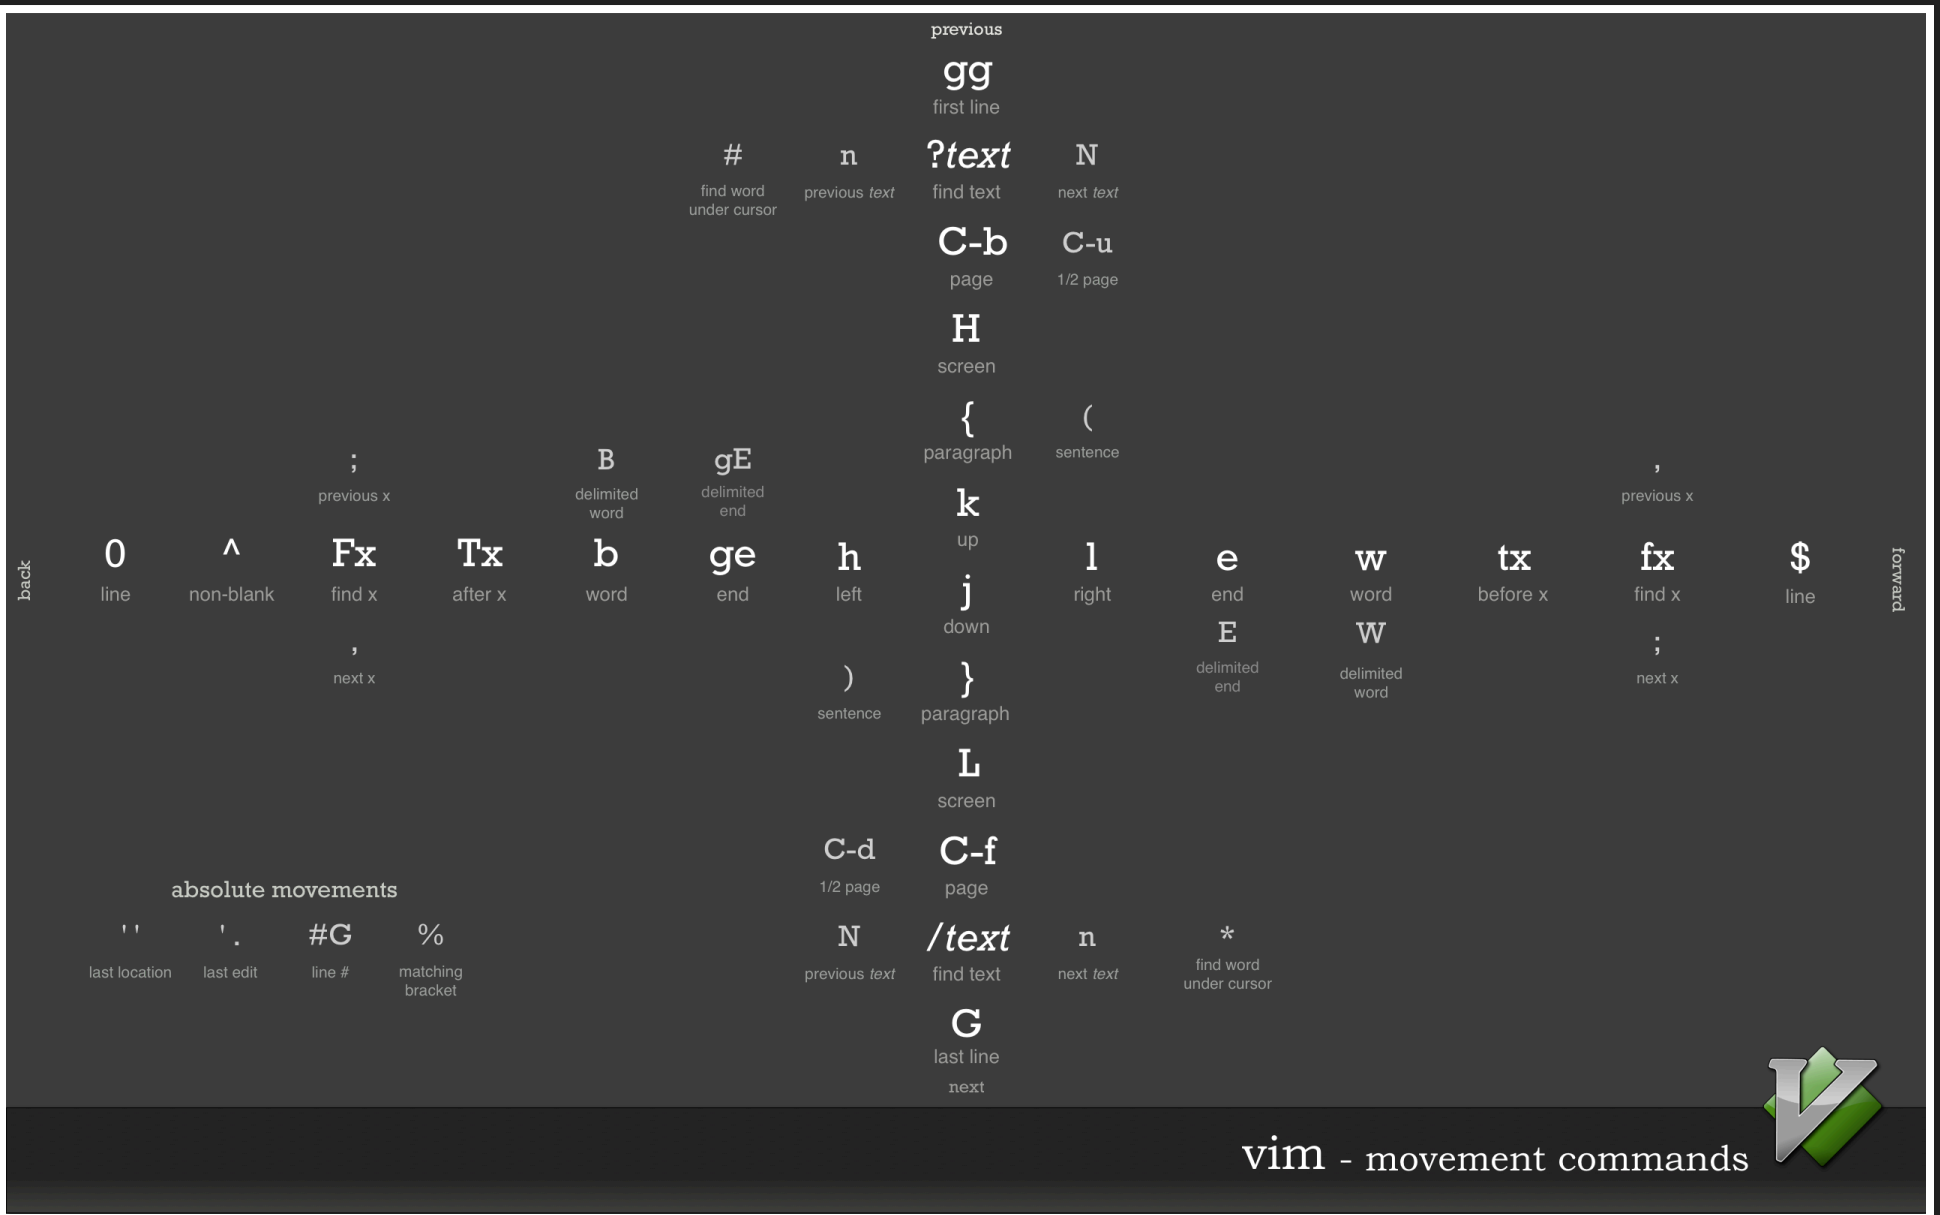 previous
gg
first line
# n ?text N
find word previous text find text next text
under cursor
C-b C-u
page 1/2 page
H
screen
{ (
paragraph sentence
; B gE ,
previous x delimited delimited previous x
word end
k
up
0 ^ Fx Tx b ge h l e w tx fx $
back line non-blank find x after x word end left right end word before x find x line forward
j
down
, E W ;
next x delimited delimited next x
end word
) }
sentence paragraph
L
screen
C-d C-f
1/2 page page
absolute movements
'' '. #G %
last location last edit line # matching
bracket
N /text n *
previous text find text next text find word
under cursor
G
last line
next
vim - movement commands
V